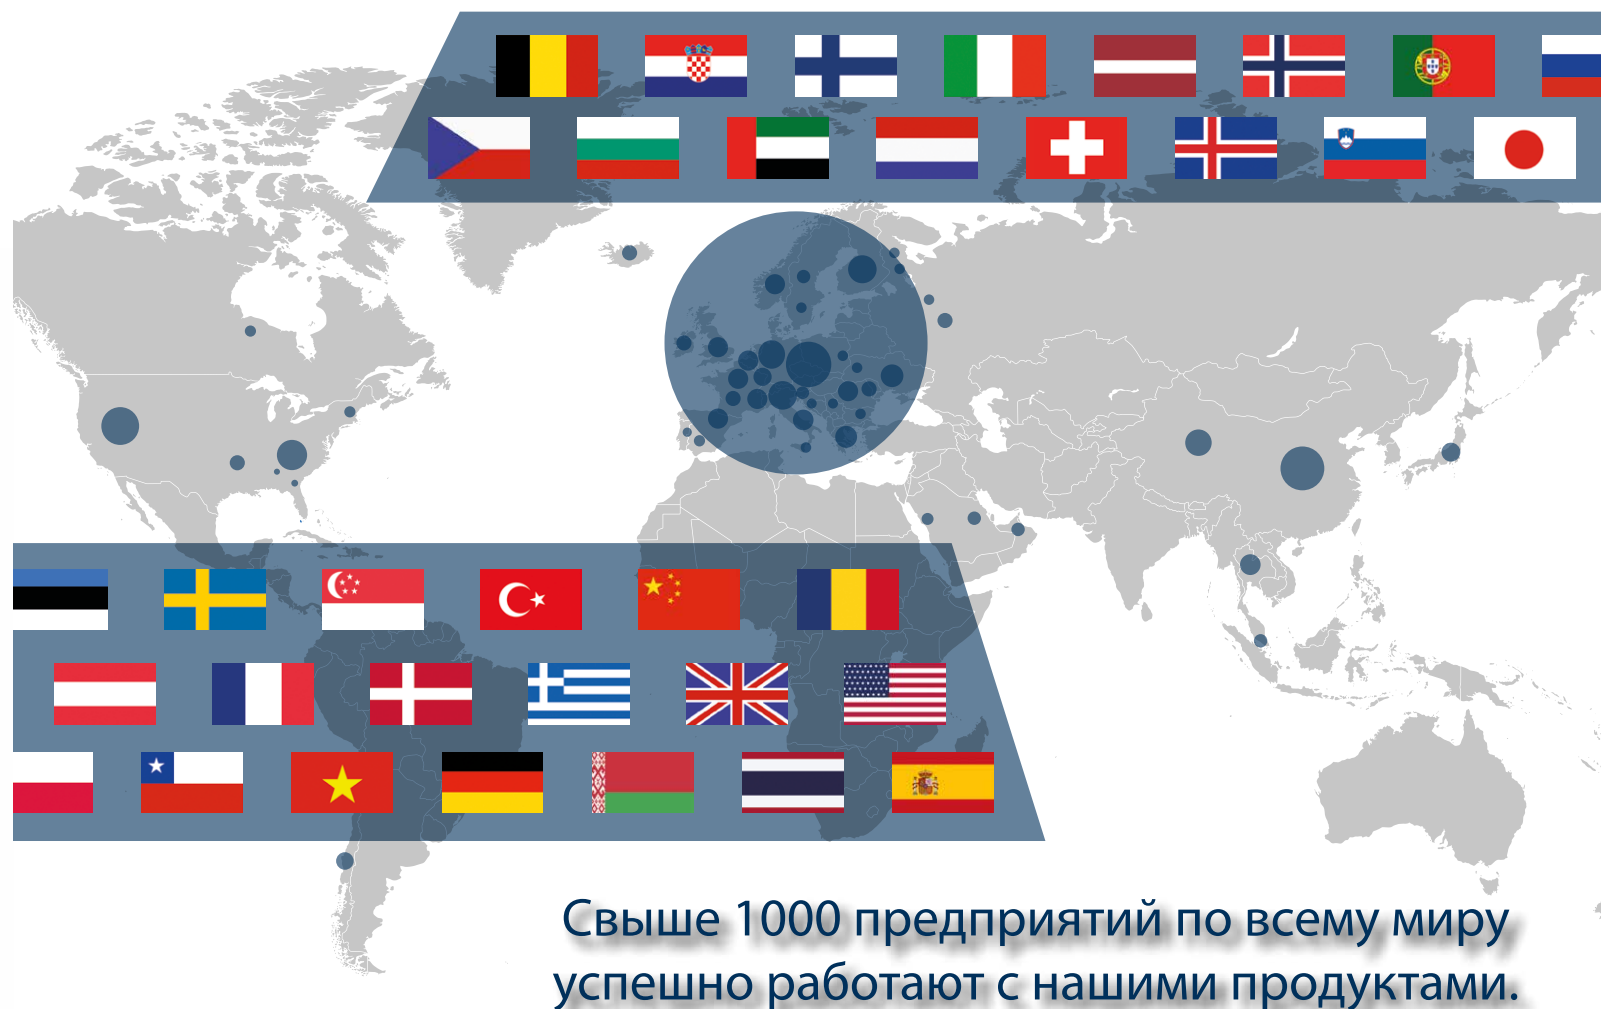 Свыше 1000 предприятий по всему миру
успешно работают с нашими продуктами.